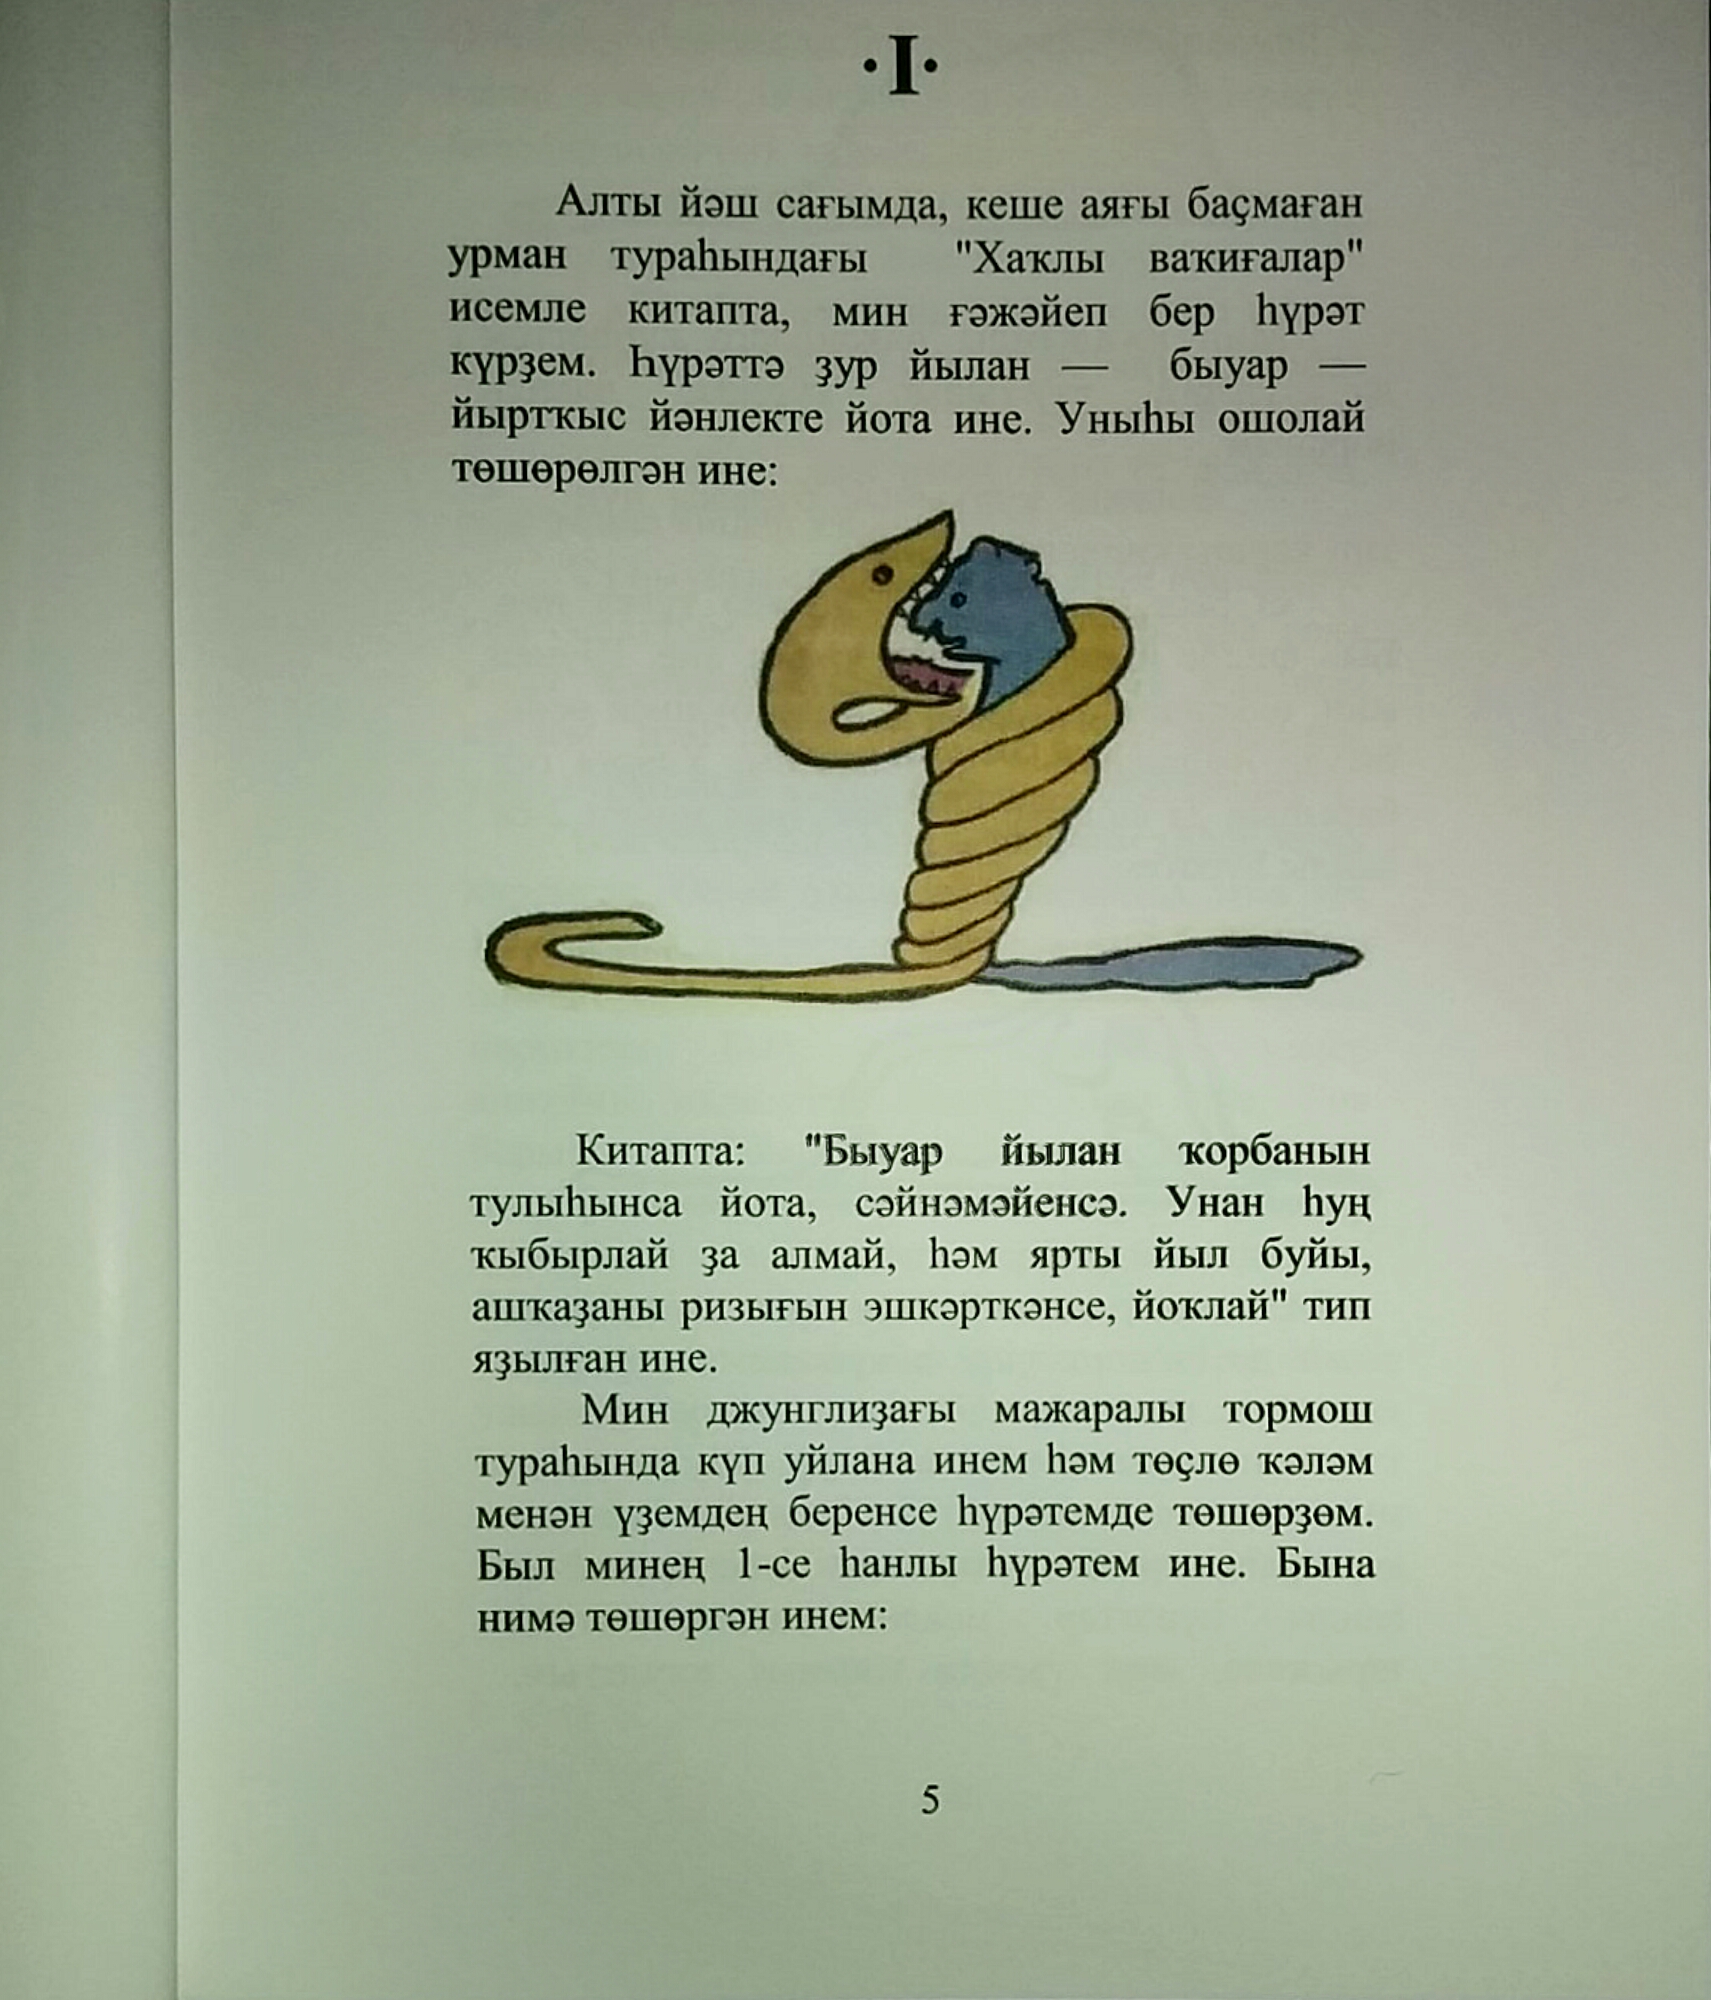 ·I·
Алты йәш сағымда, кеше аяғы баҫмаған
урман тураһындағы "Хаҡлы ваҡиғалар"
исемле китапта, мин ғәжәйеп бер һүрәт
күрҙем. Һүрәттә ҙур йылан — быуар —
йыртҡыс йәнлекте йота ине. Уныһы ошолай
төшөрөлгән ине:
Китапта: "Быуар йылан ҡорбанын
тулыһынса йота, сәйнәмәйенсә. Унан һуң
ҡыбырлай ҙа алмай, һәм ярты йыл буйы,
ашҡаҙаны ризығын эшкәрткәнсе, йоҡлай" тип
яҙылған ине.
Мин джунглиҙағы мажаралы тормош
тураһында күп уйлана инем һәм төҫлө ҡәләм
менән үҙемдең беренсе һүрәтемде төшөрҙөм.
Был минең 1-се һанлы һүрәтем ине. Бына
нимә төшөргән инем:
5